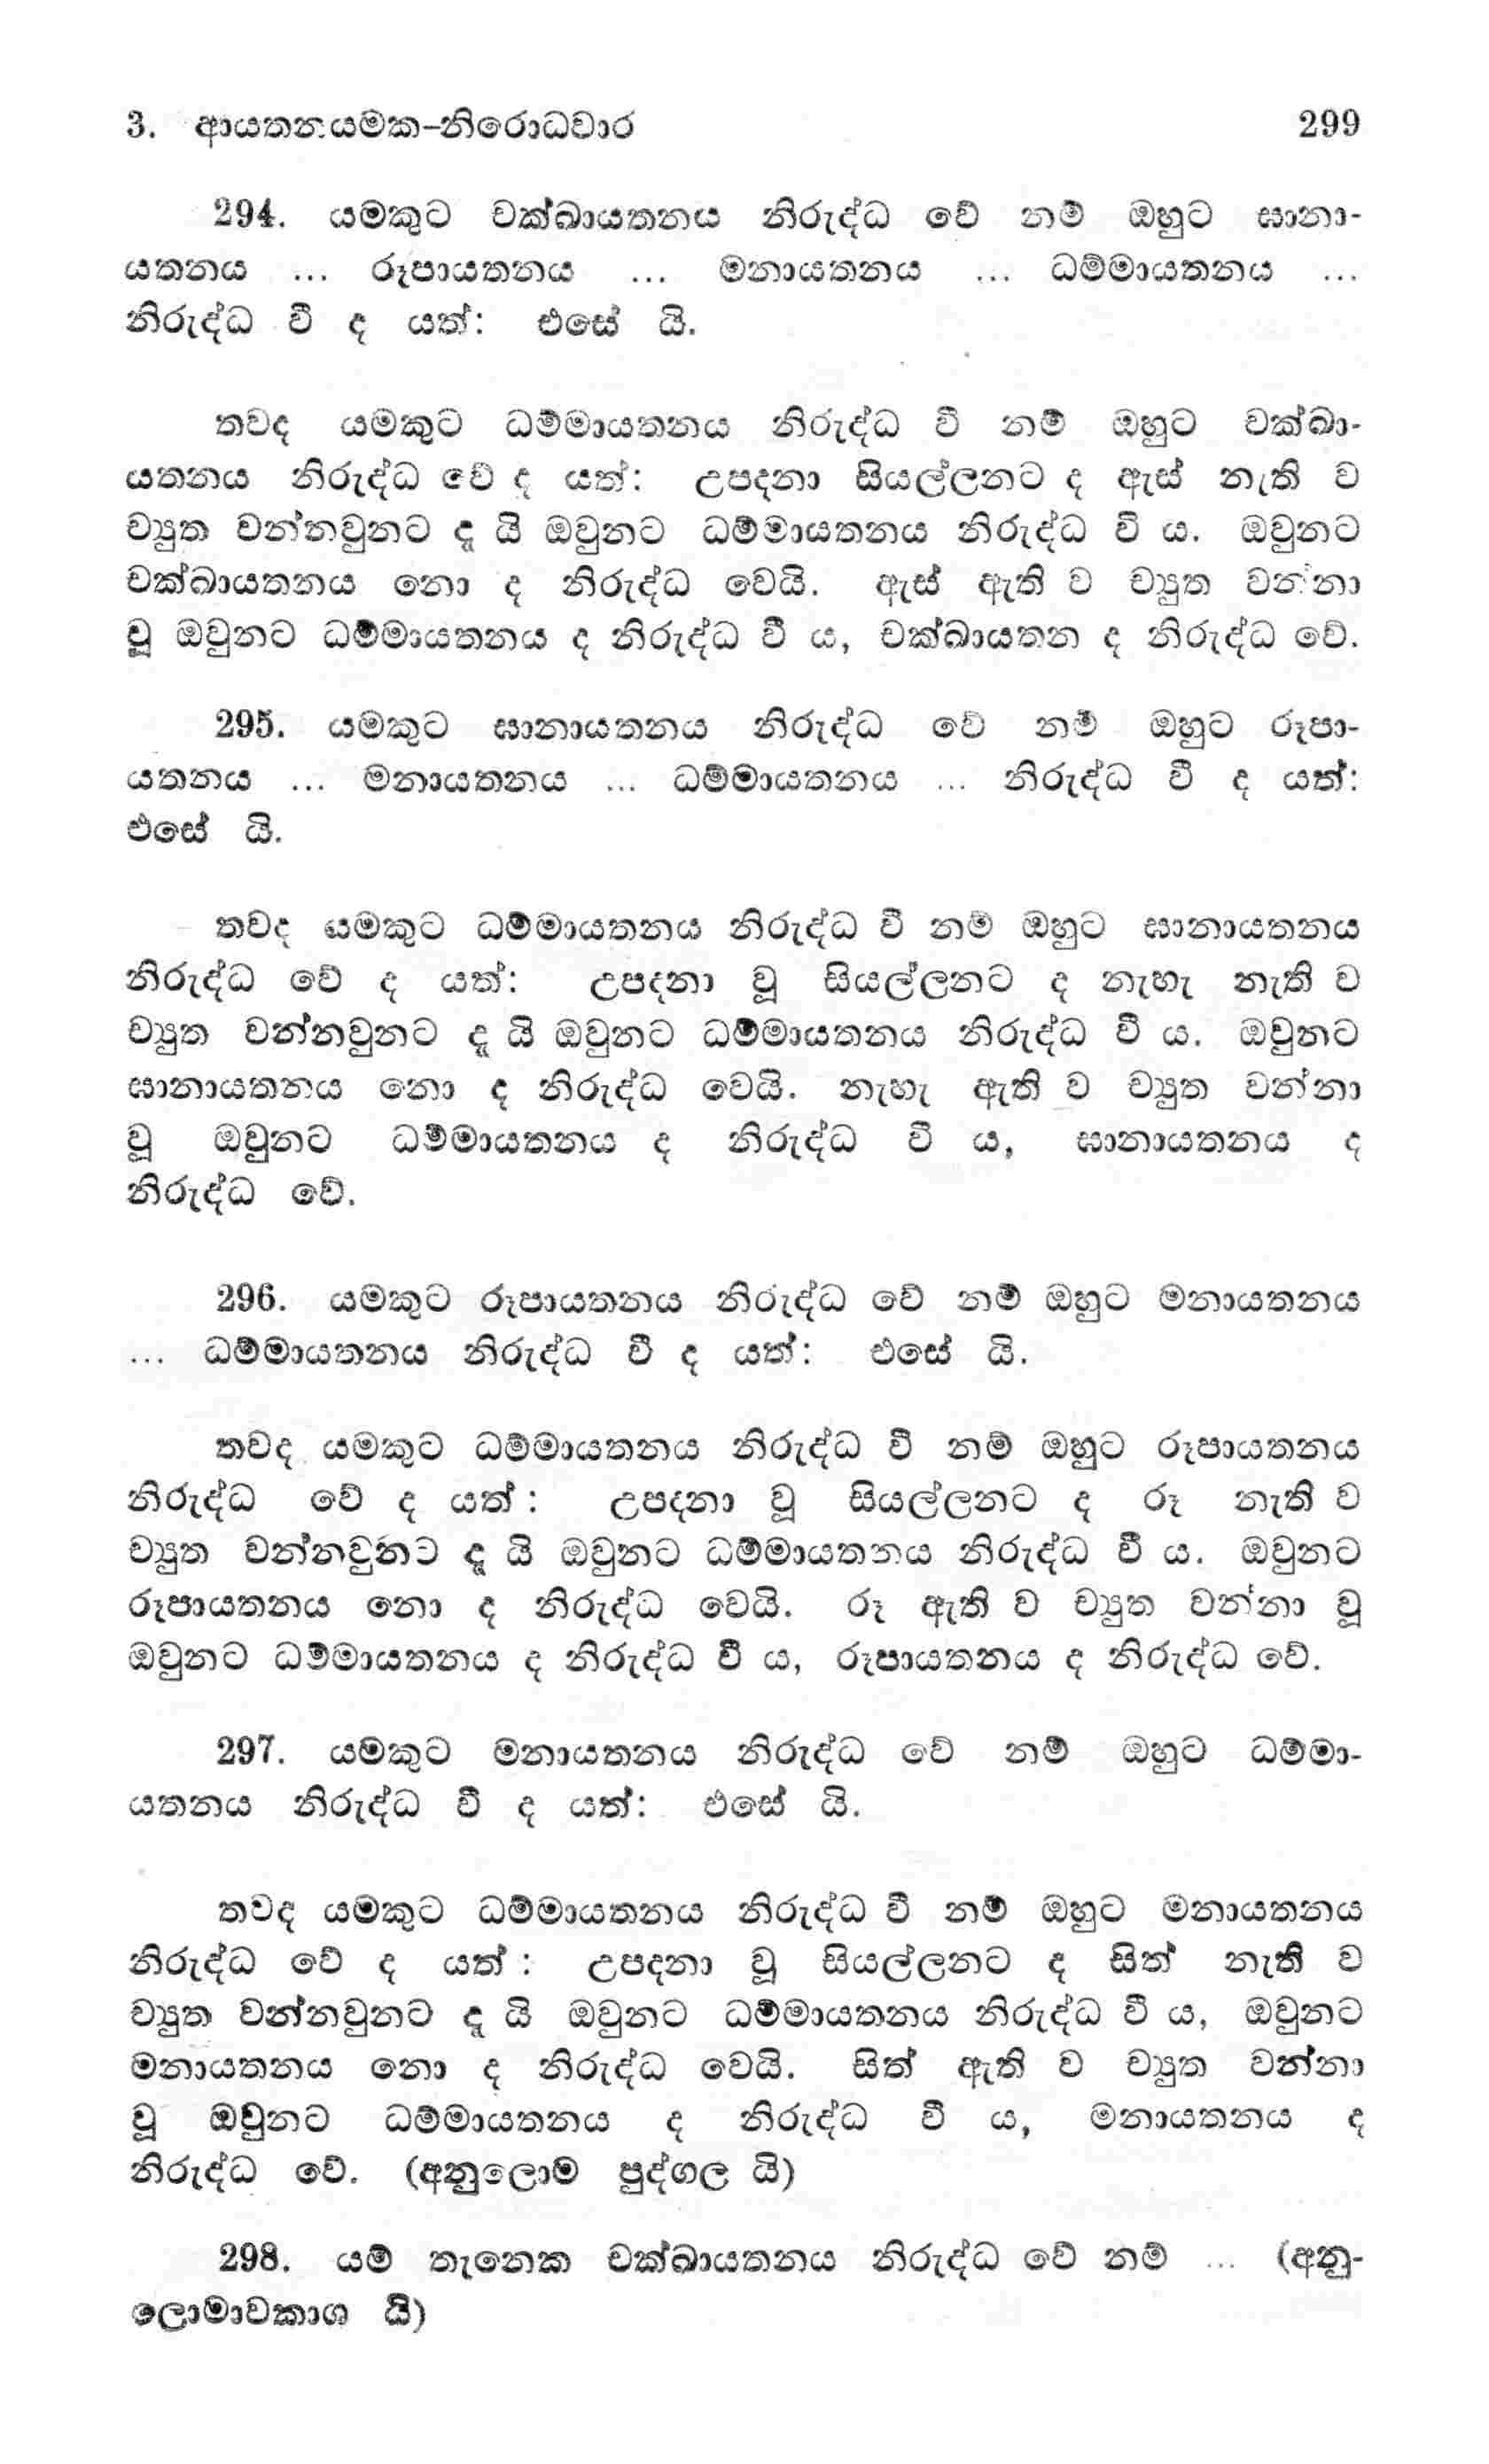 3. ආයතනයමක–නිරොධවාර 299
294. යමකුට චක්ඛායතනය නිරුද්ධ වේ නම් ඔහුට ඝානා-
යතනය ... රූපායතනය ... මනායතනය ... ධම්මායතනය ...
නිරුද්ධ වී ද යත්: එසේ යි.
තවද යමකුට ධම්මායතනය නිරුද්ධ වී නම් ඔහුට චක්ඛා-
යතනය නිරුද්ධ වේ ද යත්: උපදනා සියල්ලනට ද ඇස් නැති ව
ච්‍යුත වන්නවුනට දූ යි ඔවුනට ධම්මායතනය නිරුද්ධ වී ය. ඔවුනට
චක්ඛායතනය නො ද නිරුද්ධ වෙයි. ඇස් ඇති ව ච්‍යුත වන්නා
වූ ඔවුනට ධම්මායතනය ද නිරුද්ධ වී ය, චක්ඛායතන ද නිරුද්ධ වේ.
295. යමකුට ඝානායතනය නිරුද්ධ වේ නම් ඔහුට රූපා-
යතනය ... මනායතනය ... ධම්මායතනය ... නිරුද්ධ වී ද යත්:
එසේ යි.
තවද යමකුට ධම්මායතනය නිරුද්ධ වී නම් ඔහුට ඝානායතනය
නිරුද්ධ වේ ද යත්: උපදනා වූ සියල්ලනට ද නැහැ නැති ව
ච්‍යුත වන්නවුනට දූ යි ඔවුනට ධම්මායතනය නිරුද්ධ වී ය. ඔවුනට
ඝානායතනය නො ද නිරුද්ධ වෙයි. නැහැ ඇති ව ච්‍යුත වන්නා
වූ ඔවුනට ධම්මායතනය ද නිරුද්ධ වී ය, ඝානායතනය ද
නිරුද්ධ වේ.
296. යමකුට රූපායතනය නිරුද්ධ වේ නම් ඔහුට මනායතනය
... ධම්මායතනය නිරුද්ධ වී ද යත්: එසේ යි.
තවද යමකුට ධම්මායතනය නිරුද්ධ වී නම් ඔහුට රූපායතනය
නිරුද්ධ වේ ද යත් : උපදනා වූ සියල්ලනට ද රූ නැති ව
ච්‍යුත වන්නවුනට දූ යි ඔවුනට ධම්මායතනය නිරුද්ධ වී ය. ඔවුනට
රූපායතනය නො ද නිරුද්ධ වෙයි. රූ ඇති ව ච්‍යුත වන්නා වූ
ඔවුනට ධම්මායතනය ද නිරුද්ධ වී ය, රූපායතනය ද නිරුද්ධ වේ.
297. යමකුට මනායතනය නිරුද්ධ වේ නම් ඔහුට ධම්මා-
යතනය නිරුද්ධ වී ද යත්: එසේ යි.
තවද යමකුට ධම්මායතනය නිරුද්ධ වී නම් ඔහුට මනායතනය
නිරුද්ධ වේ ද යත් : උපදනා වූ සියල්ලනට ද සිත් නැති ව
ච්‍යුත වන්නවුනට දූ යි ඔවුනට ධම්මායතනය නිරුද්ධ වී ය, ඔවුනට
මනායතනය නො ද නිරුද්ධ වෙයි. සිත් ඇති ව ච්‍යුත වන්නා
වූ ඔවුනට ධම්මායතනය ද නිරුද්ධ වී ය, මනායතනය ද
නිරුද්ධ වේ. (අනුලොම පුද්ගල යි)
298. යම් තැනෙක චක්ඛායතනය නිරුද්ධ වේ නම් ... (අනු-
ලොමාවකාශ යි)